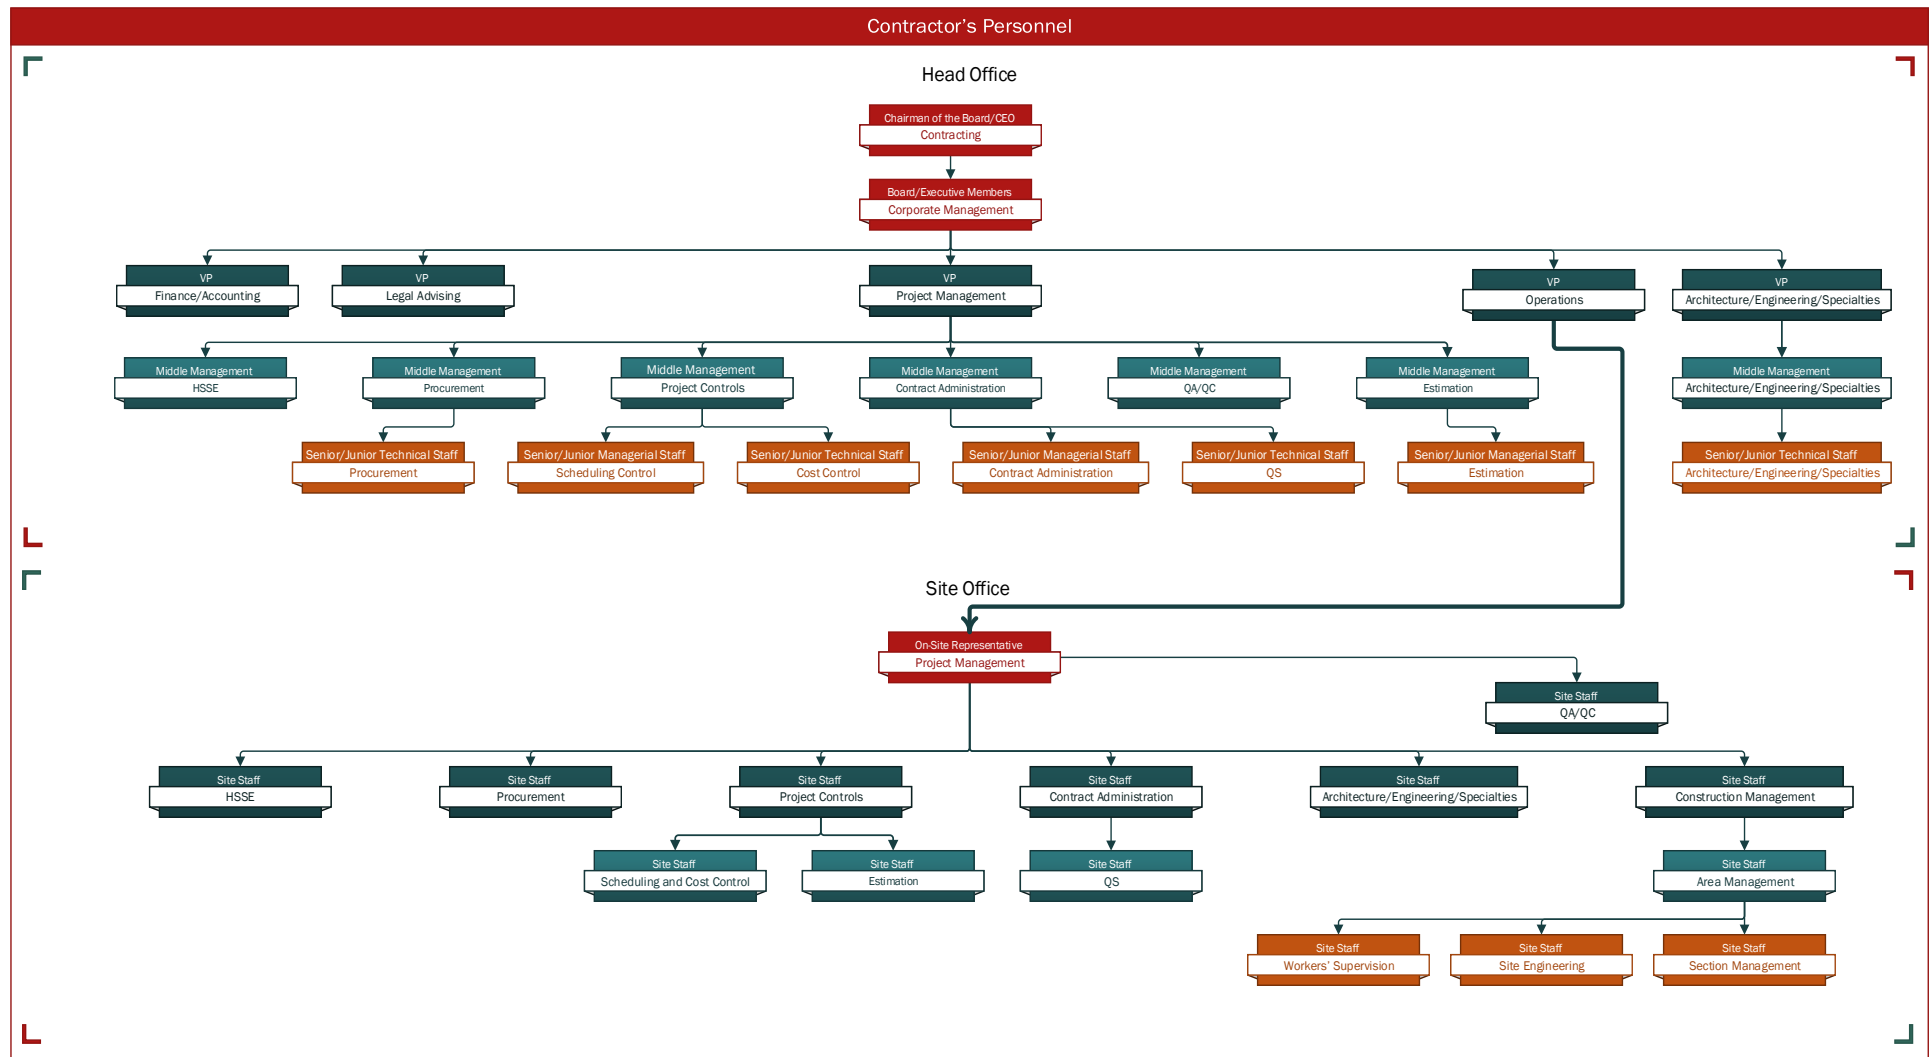 Contractor's Personnel
Head Office
Chairman of the Board/CEO
Contracting
Board/Executive Members
Corporate Management
VP
Finance/Accounting
VP
Legal Advising
VP
Project Management
VP
Operations
VP
Architecture/Engineering/Specialties
Middle Management
HSSE
Middle Management
Procurement
Middle Management
Project Controls
Middle Management
Contract Administration
Middle Management
QA/QC
Middle Management
Estimation
Middle Management
Architecture/Engineering/Specialties
Senior/Junior Technical Staff
Procurement
Senior/Junior Managerial Staff
Scheduling Control
Senior/Junior Technical Staff
Cost Control
Senior/Junior Managerial Staff
Contract Administration
Senior/Junior Technical Staff
QS
Senior/Junior Managerial Staff
Estimation
Senior/Junior Technical Staff
Architecture/Engineering/Specialties
Site Office
On-Site Representative
Project Management
Site Staff
QA/QC
Site Staff
HSSE
Site Staff
Procurement
Site Staff
Project Controls
Site Staff
Contract Administration
Site Staff
Architecture/Engineering/Specialties
Site Staff
Construction Management
Site Staff
Scheduling and Cost Control
Site Staff
Estimation
Site Staff
QS
Site Staff
Area Management
Site Staff
Workers' Supervision
Site Staff
Site Engineering
Site Staff
Section Management